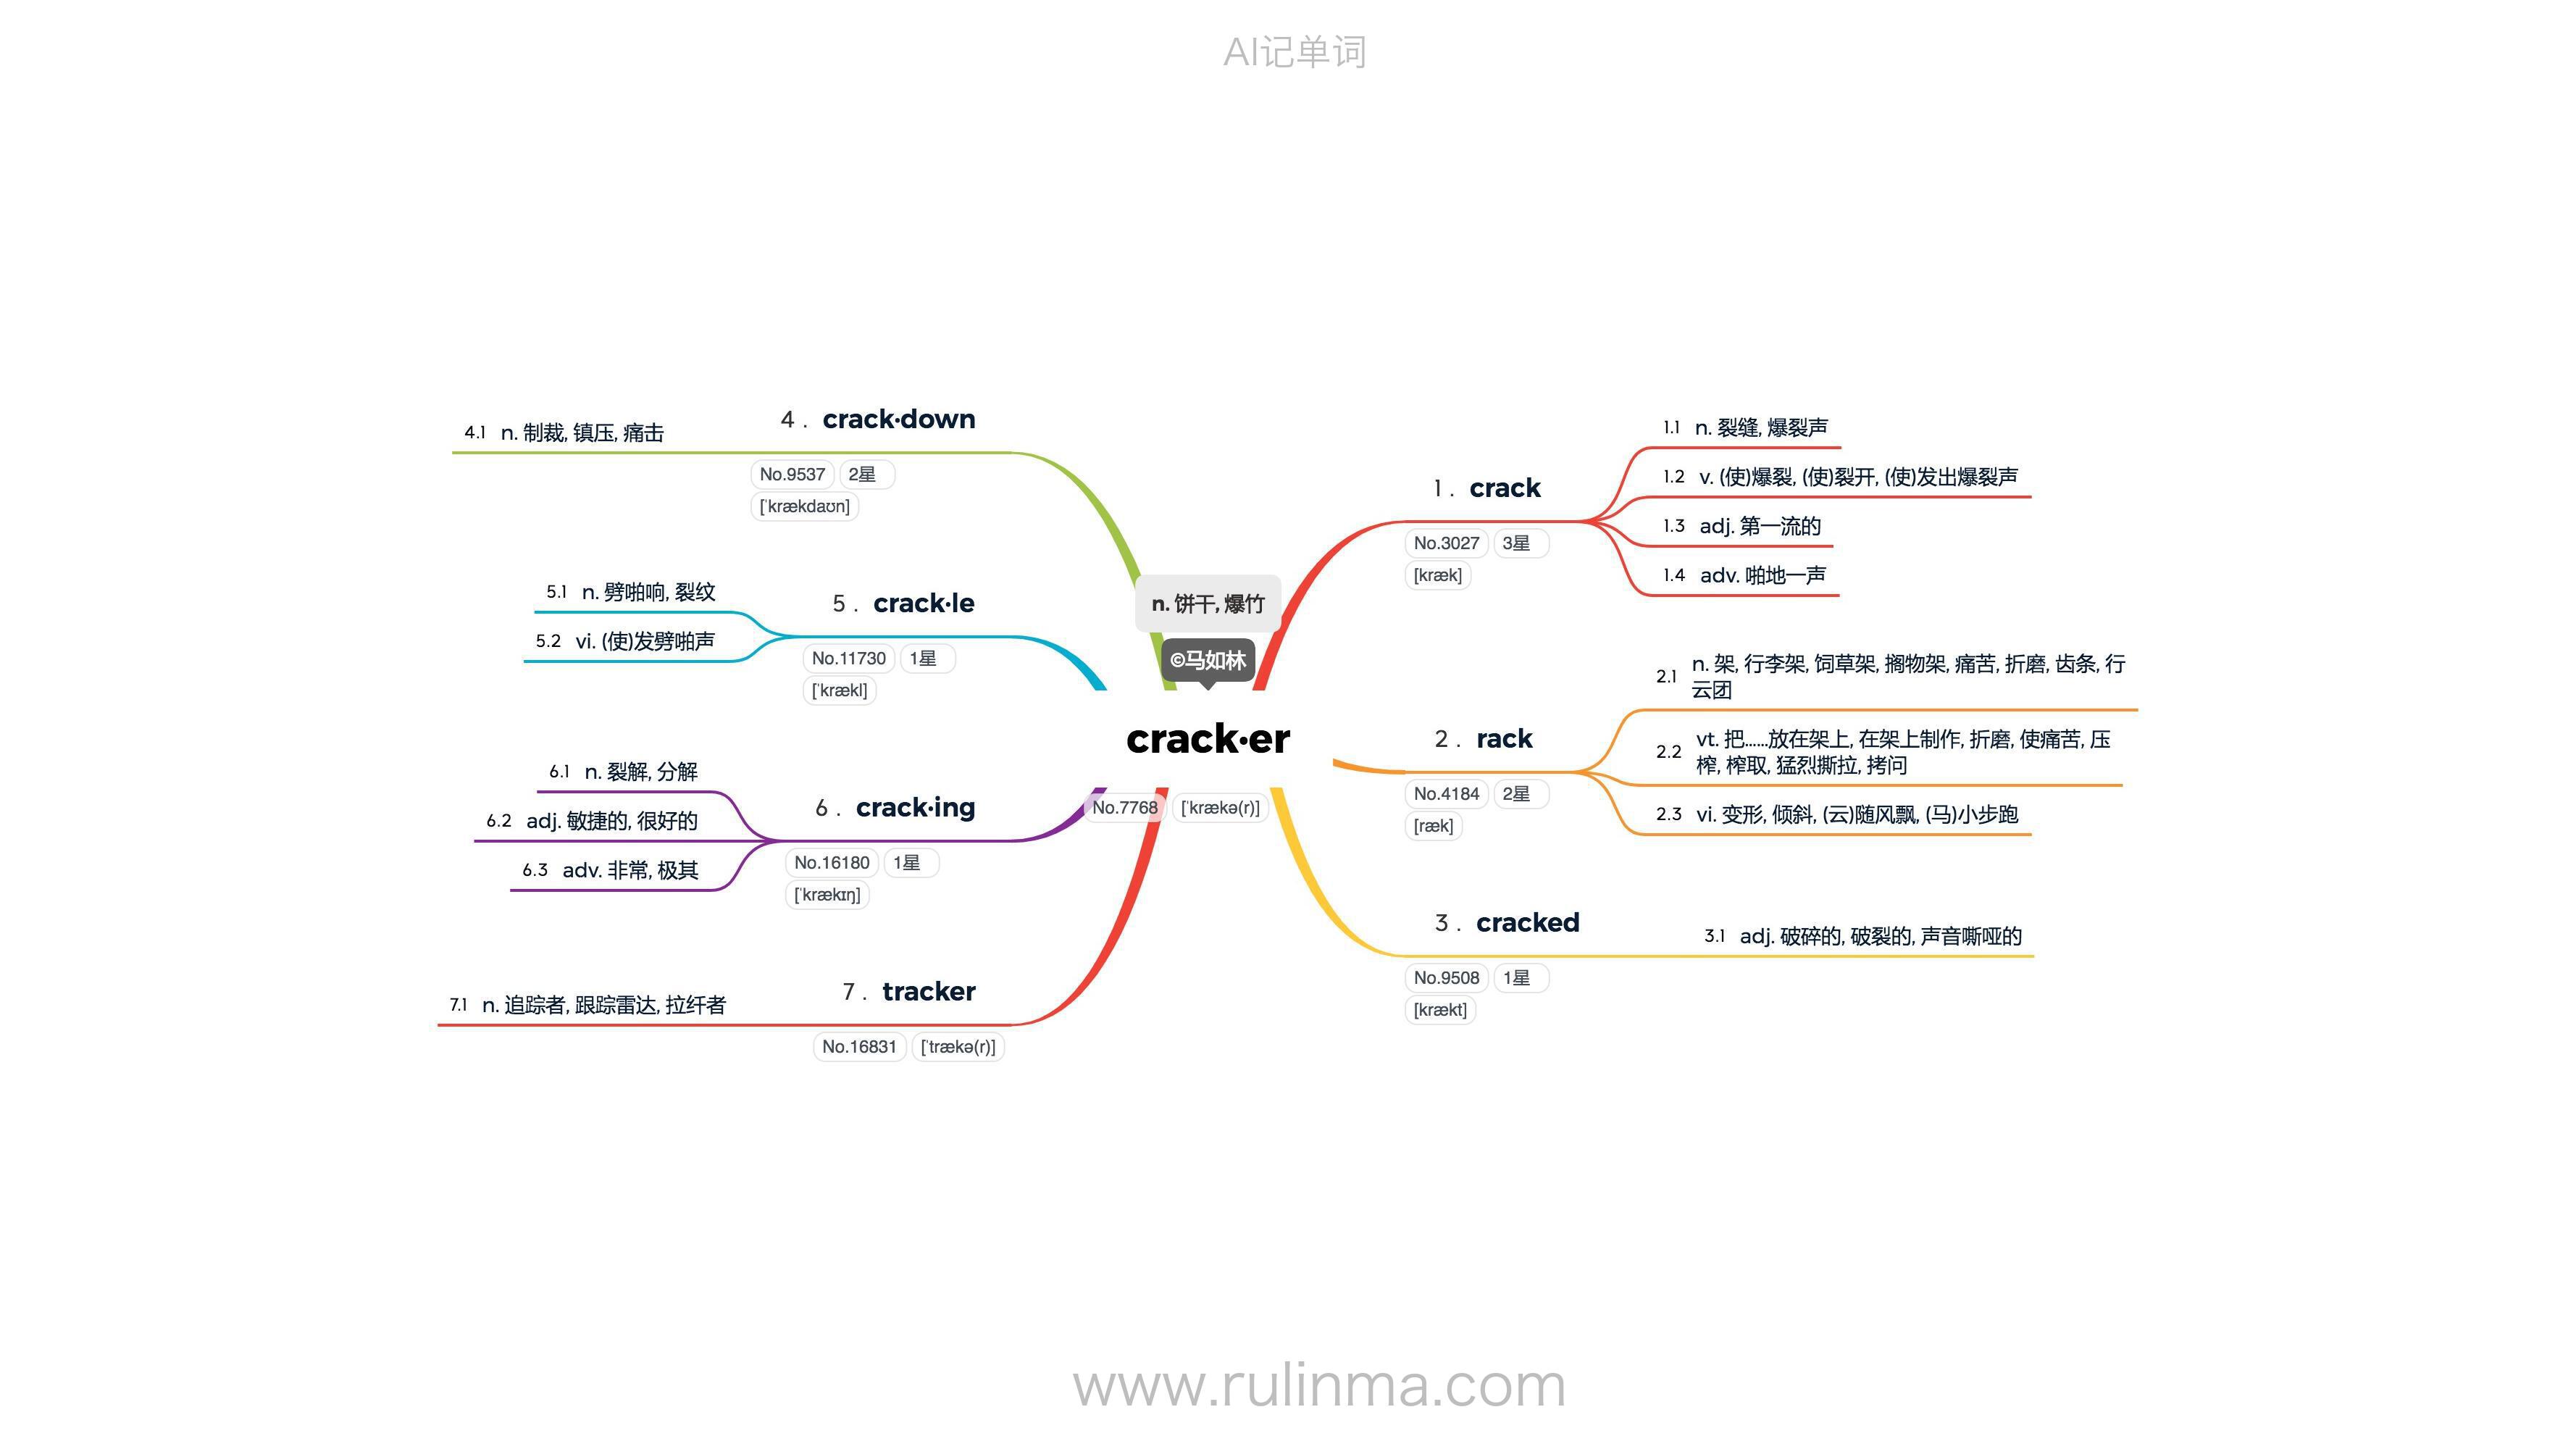 AI记单词
n. 饼干, 爆竹
©马如林
crack·er
No.7768 [ˈkrækə(r)]
1 . crack
No.3027 3星
[kræk]
1.1 n. 裂缝, 爆裂声
1.2 v. (使)爆裂, (使)裂开, (使)发出爆裂声
1.3 adj. 第一流的
1.4 adv. 啪地一声
2 . rack
No.4184 2星
[ræk]
2.1 n. 架, 行李架, 饲草架, 搁物架, 痛苦, 折磨, 齿条, 行
云团
2.2 vt. 把......放在架上, 在架上制作, 折磨, 使痛苦, 压
榨, 榨取, 猛烈撕拉, 拷问
2.3 vi. 变形, 倾斜, (云)随风飘, (马)小步跑
3 . cracked
No.9508 1星
[krækt]
3.1 adj. 破碎的, 破裂的, 声音嘶哑的
4 . crack·down
No.9537 2星
[ˈkrækdaʊn]
4.1 n. 制裁, 镇压, 痛击
5 . crack·le
No.11730 1星
[ˈkrækl]
5.1 n. 劈啪响, 裂纹
5.2 vi. (使)发劈啪声
6 . crack·ing
No.16180 1星
[ˈkrækɪŋ]
6.1 n. 裂解, 分解
6.2 adj. 敏捷的, 很好的
6.3 adv. 非常, 极其
7 . tracker
No.16831 [ˈtrækə(r)]
7.1 n. 追踪者, 跟踪雷达, 拉纤者
www.rulinma.com